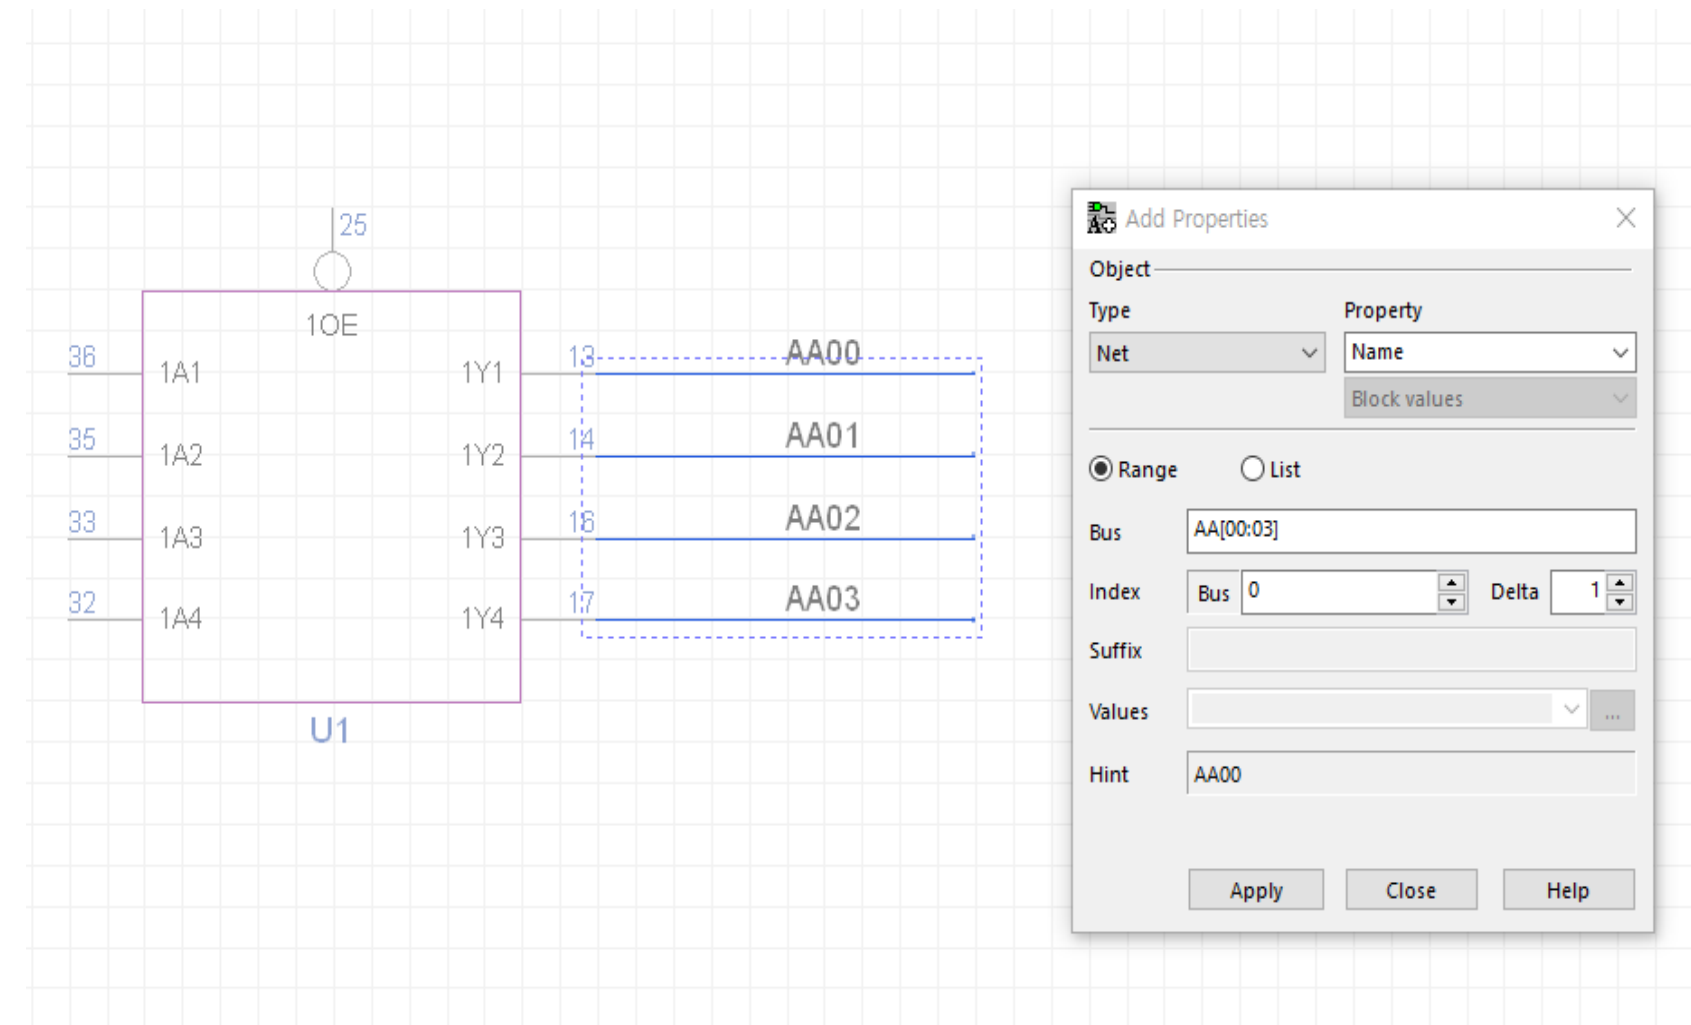 25
1OE
36 1A1 1Y1 13 AA00
35 1A2 1Y2 14 AA01
33 1A3 1Y3 16 AA02
32 1A4 1Y4 17 AA03
U1
Add Properties
Object
Type Property
Net Name
Block values
Range List
Bus AA[00:03]
Index Bus 0 Delta 1
Suffix
Values ...
Hint AA00
Apply Close Help